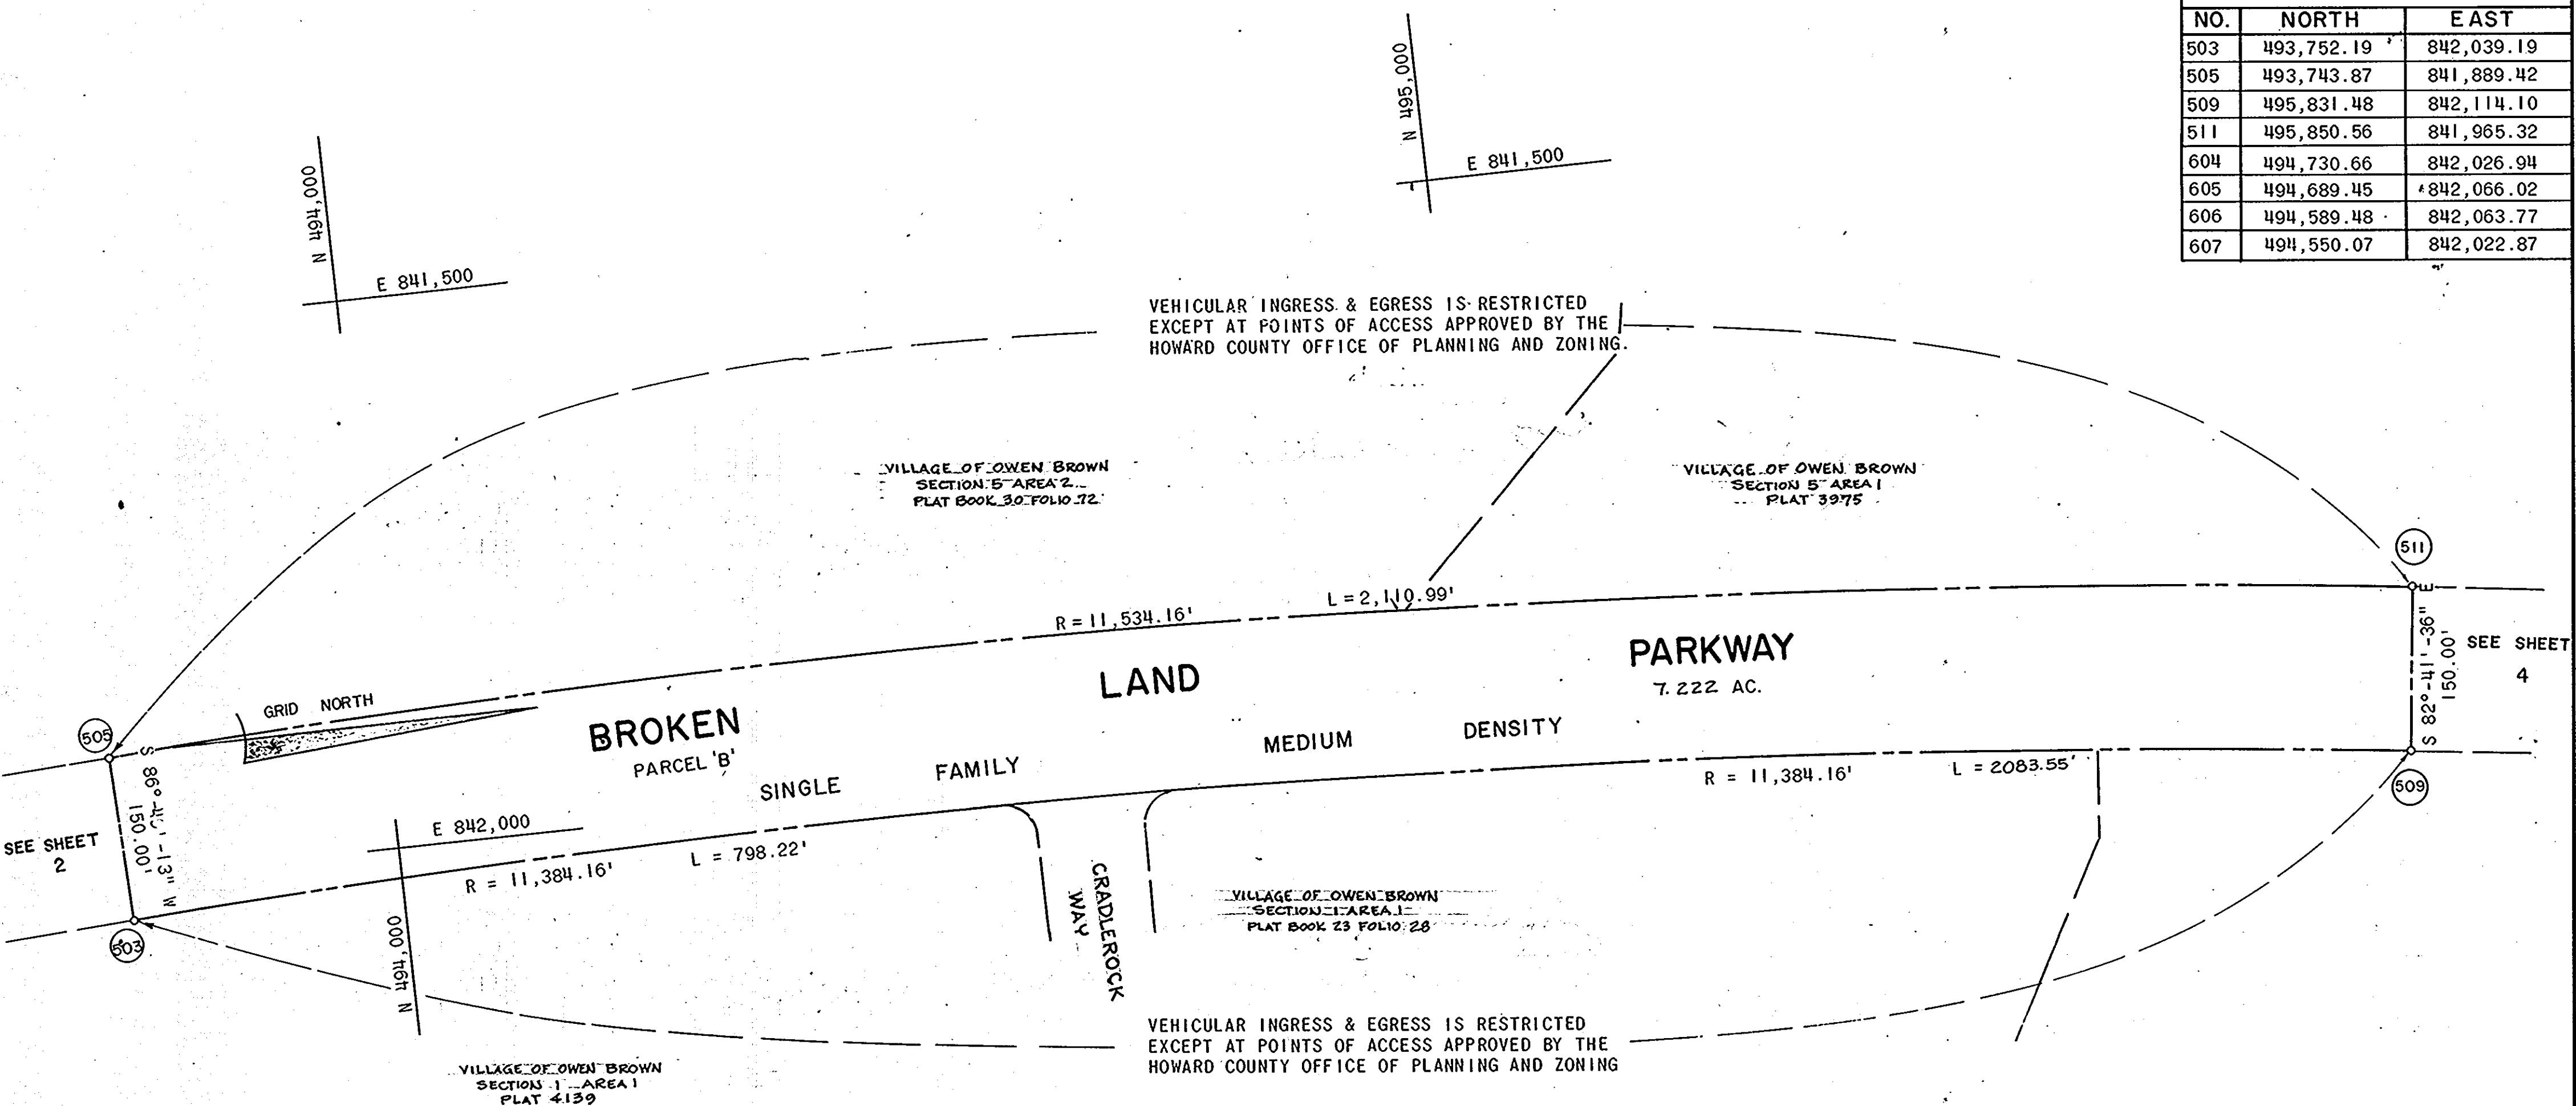 NO. NORTH EAST
503 493,752.19 842,039.19
505 493,743.87 841,889.42
509 495,831.48 842,114.10
511 495,850.56 841,965.32
604 494,730.66 842,026.94
605 494,689.45 842,066.02
606 494,589.48 842,063.77
607 494,550.07 842,022.87
N 494,000
E 841,500
N 495,000
E 841,500
VEHICULAR INGRESS & EGRESS IS RESTRICTED
EXCEPT AT POINTS OF ACCESS APPROVED BY THE
HOWARD COUNTY OFFICE OF PLANNING AND ZONING.
VILLAGE OF OWEN BROWN
SECTION 5 AREA 2
PLAT BOOK 30 FOLIO 72
VILLAGE OF OWEN BROWN
SECTION 5 AREA 1
PLAT 3975
511
R = 11,534.16'
L = 2,110.99'
GRID NORTH
505
BROKEN
LAND
PARKWAY
PARCEL 'B'
7.222 AC.
SINGLE FAMILY MEDIUM DENSITY
S 82°-41'-36" E
150.00'
SEE SHEET
4
W
150.00'
SEE SHEET
2
503
E 842,000
N 494,000
R = 11,384.16'
L = 798.22'
R = 11,384.16'
L = 2083.55'
509
CRADLEROCK
WAY
VILLAGE OF OWEN BROWN
SECTION 1 AREA 1
PLAT BOOK 23 FOLIO 28
VEHICULAR INGRESS & EGRESS IS RESTRICTED
EXCEPT AT POINTS OF ACCESS APPROVED BY THE
HOWARD COUNTY OFFICE OF PLANNING AND ZONING
VILLAGE OF OWEN BROWN
SECTION 1 AREA 1
PLAT 4139